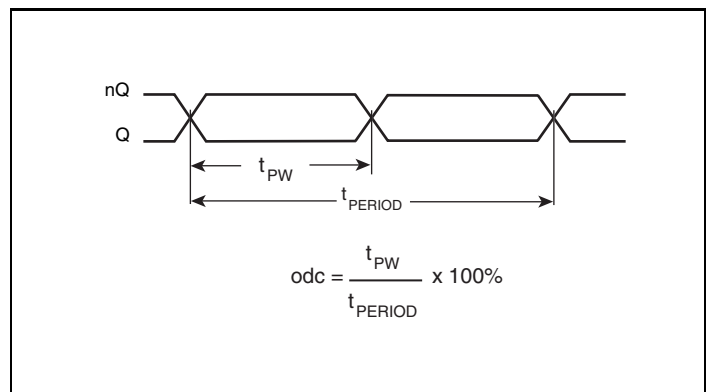 nQ
Q
tPW
tPERIOD
odc = tPW / tPERIOD x 100%